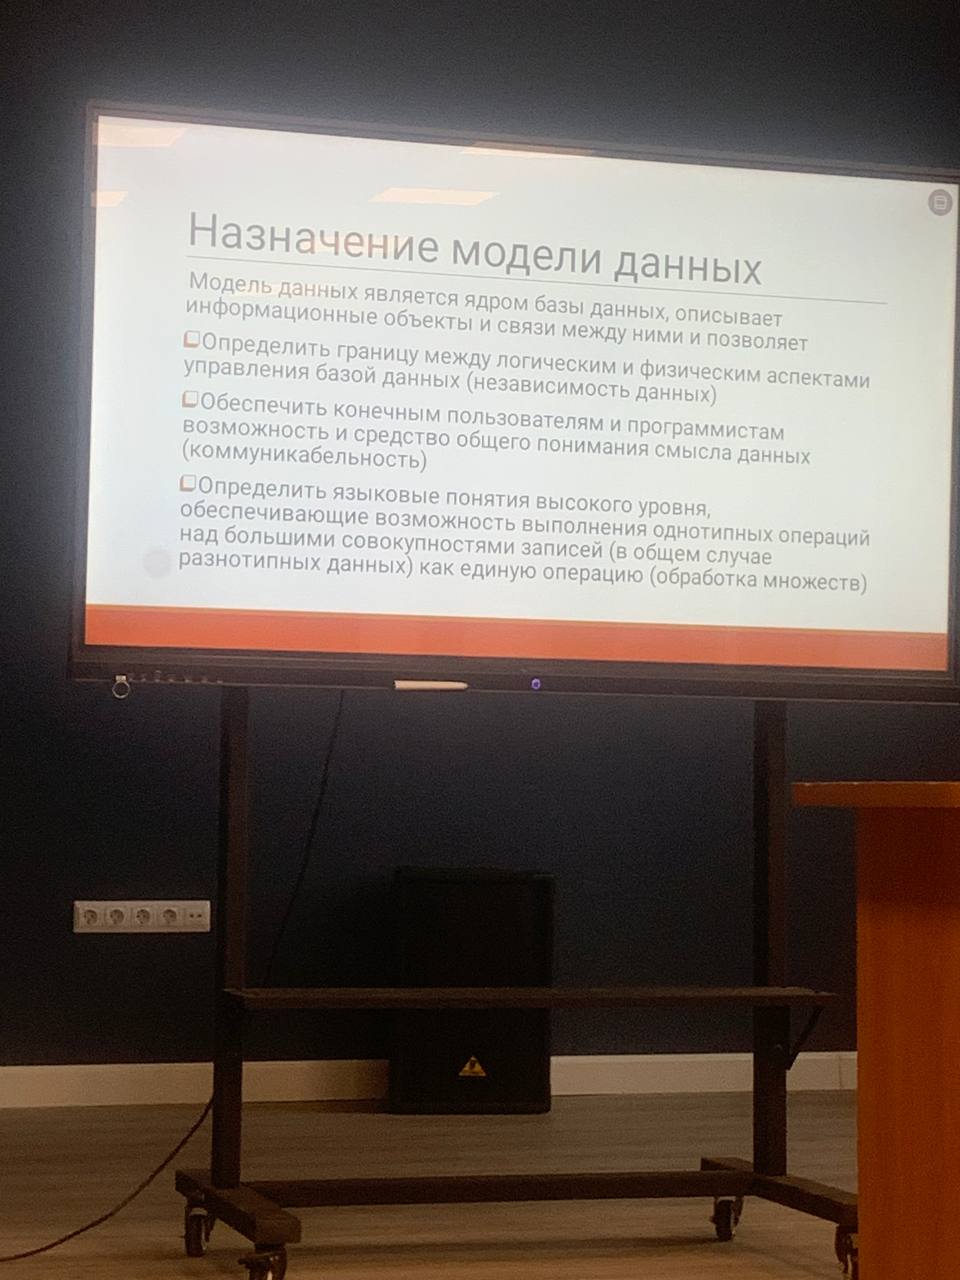 Назначение модели данных
Модель данных является ядром базы данных, описывает
информационные объекты и связи между ними и позволяет
Определить границу между логическим и физическим аспектами
управления базой данных (независимость данных)
Обеспечить конечным пользователям и программистам
возможность и средство общего понимания смысла данных
(коммуникабельность)
Определить языковые понятия высокого уровня,
обеспечивающие возможность выполнения однотипных операций
над большими совокупностями записей (в общем случае
разнотипных данных) как единую операцию (обработка множеств)